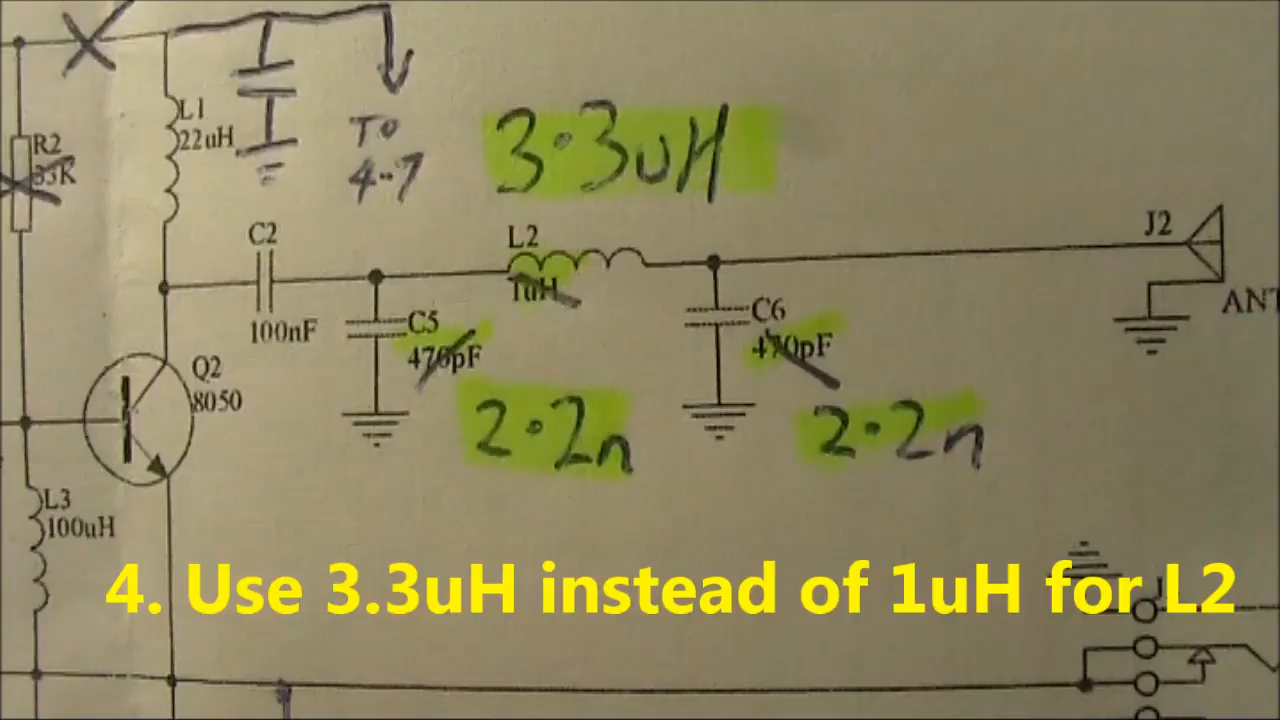 L1
22uH
R2
33K
TO
4·7
3·3uH
C2
100nF
L2
1uH
J2
ANT
C5
470pF
2·2n
C6
470pF
2·2n
Q2
8050
L3
100uH
4. Use 3.3uH instead of 1uH for L2